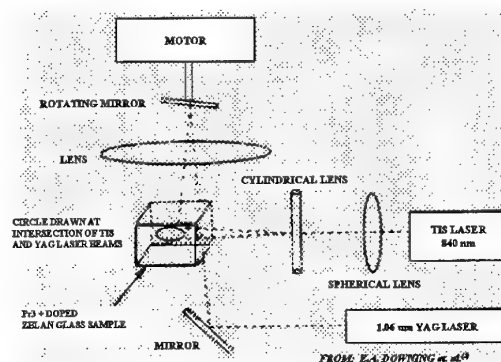 MOTOR
ROTATING MIRROR
LENS
CYLINDRICAL LENS
CIRCLE DRAWN AT
INTERSECTION OF TIS
AND YAG LASER BEAMS
TIS LASER
840 nm
SPHERICAL LENS
Pr3 + DOPED
ZBLAN GLASS SAMPLE
1.06 um YAG LASER
MIRROR
FROM: E.A. DOWNING et. al.